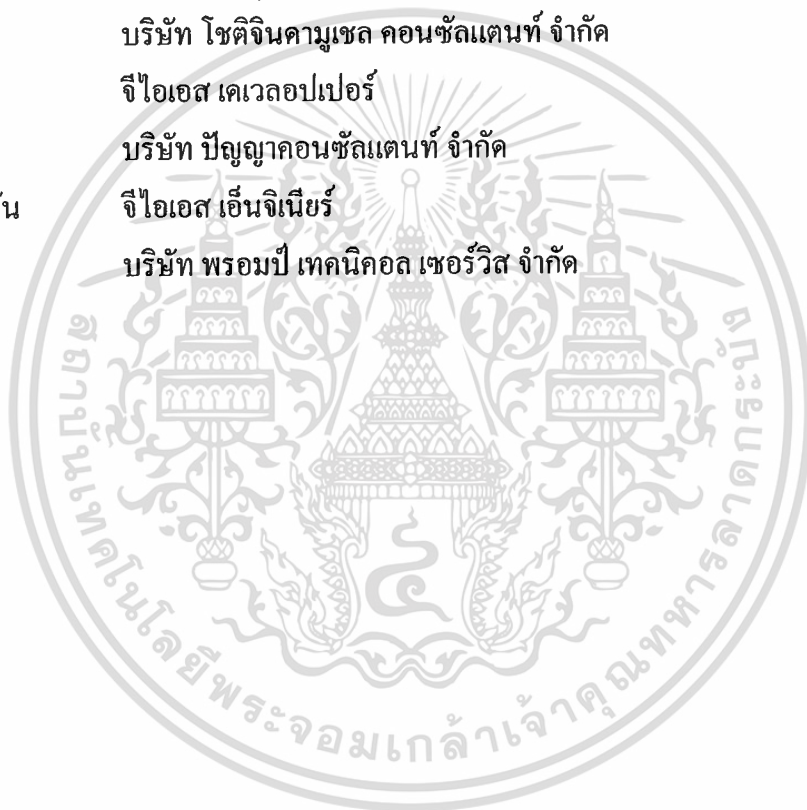 บริษัท โชติจินดามูเชล คอนซัลแตนท์ จำกัด
จีไอเอส เดเวลอปเปอร์
บริษัท ปัญญาคอนซัลแตนท์ จำกัด
จีไอเอส เอ็นจิเนียร์
บริษัท พรอมป์ เทคนิคอล เซอร์วิส จำกัด
สถาบันเทคโนโลยีพระจอมเกล้าเจ้าคุณทหารลาดกระบัง